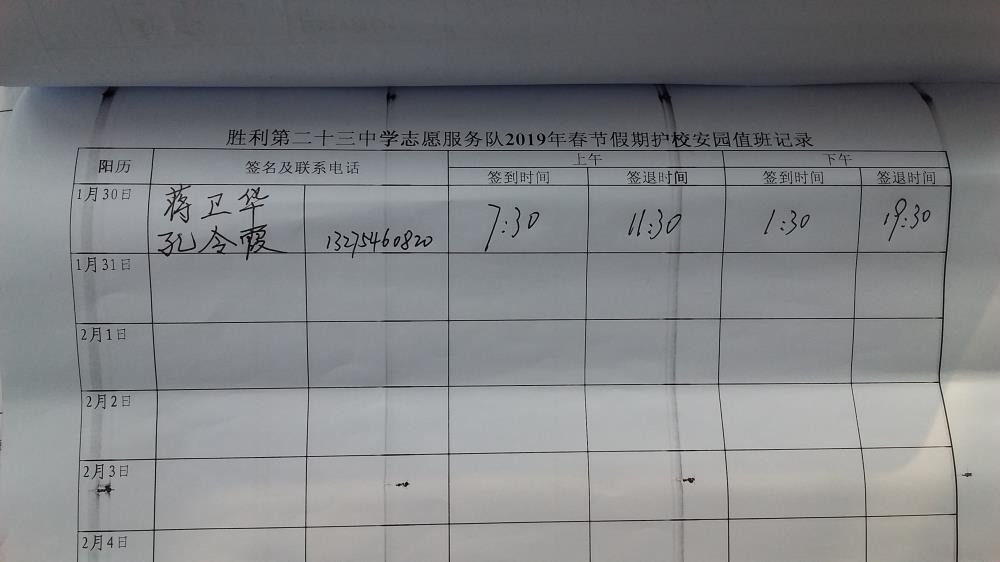 胜利第二十三中学志愿服务队2019年春节假期护校安园值班记录
阳历 签名及联系电话 上午 下午
签到时间 签退时间 签到时间 签退时间
1月30日 蒋卫华
孔令霞 13275460820 7:30 11:30 1:30 19:30
1月31日
2月1日
2月2日
2月3日
2月4日